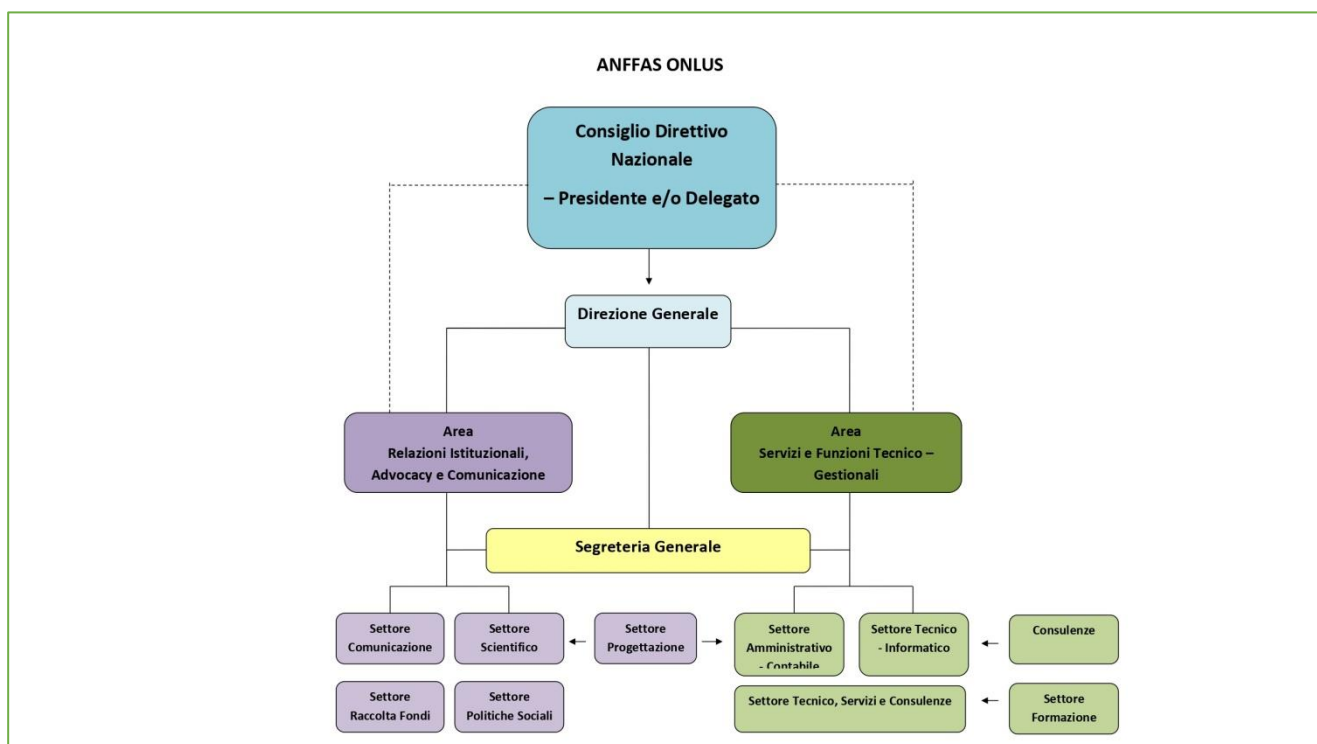 ANFFAS ONLUS
Consiglio Direttivo
Nazionale
– Presidente e/o Delegato
Direzione Generale
Area
Relazioni Istituzionali,
Advocacy e Comunicazione
Area
Servizi e Funzioni Tecnico –
Gestionali
Segreteria Generale
Settore
Comunicazione
Settore
Scientifico
Settore
Progettazione
Settore
Amministrativo
- Contabile
Settore Tecnico
- Informatico
Consulenze
Settore
Raccolta Fondi
Settore
Politiche Sociali
Settore Tecnico, Servizi e Consulenze
Settore
Formazione